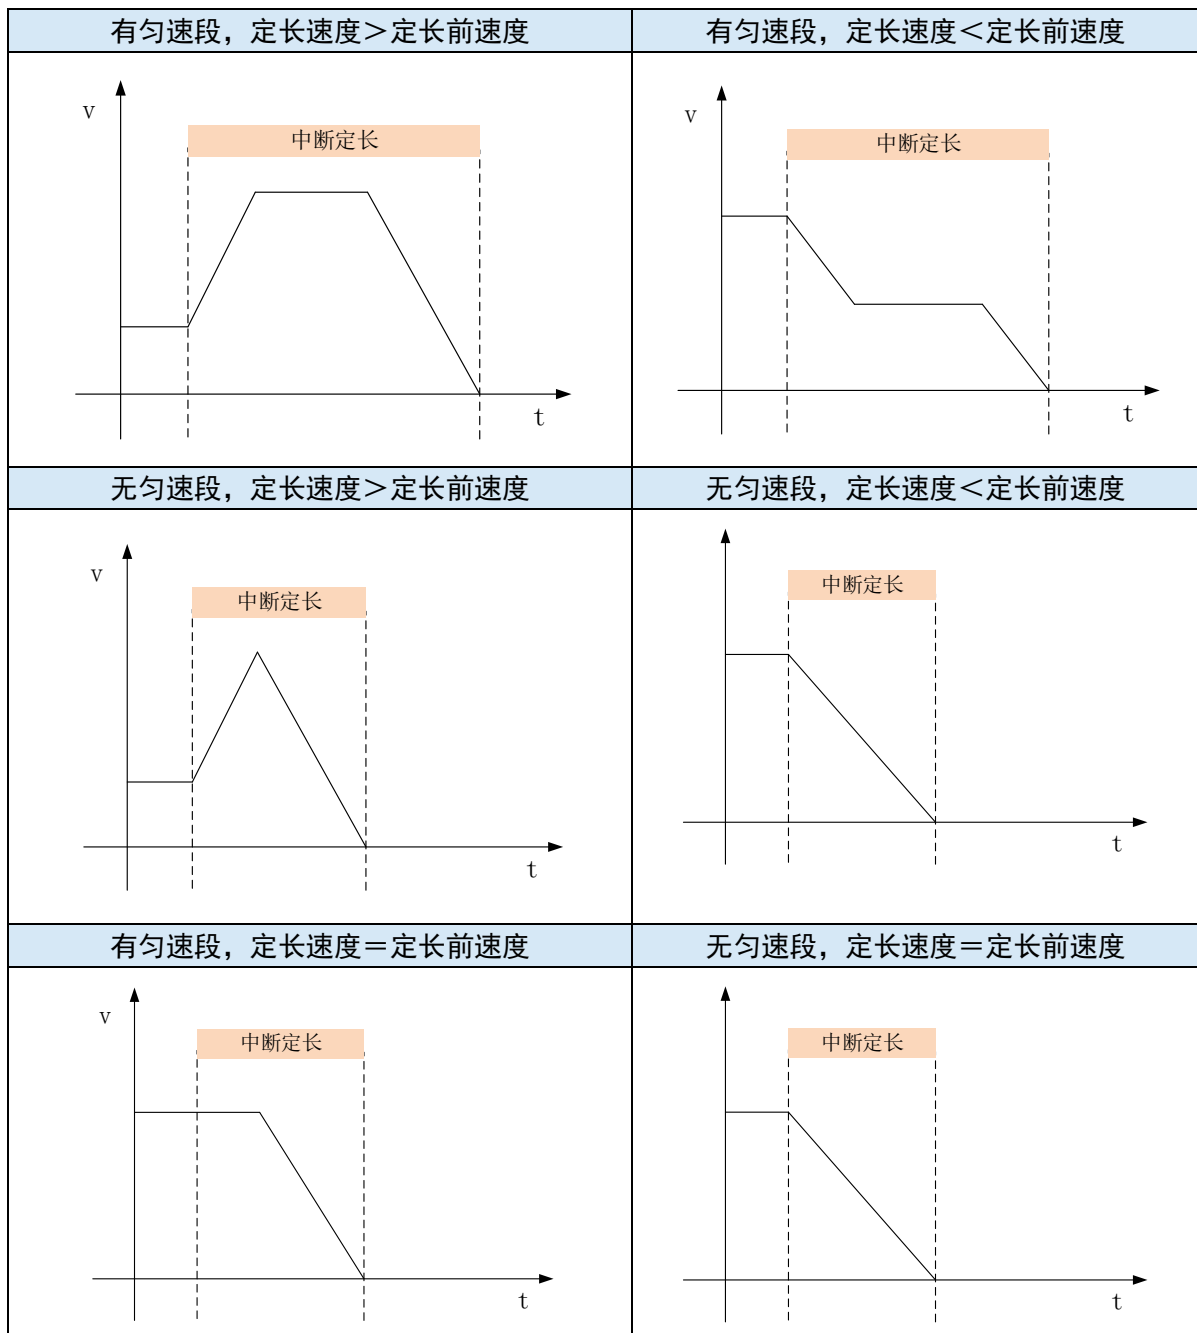 有匀速段，定长速度＞定长前速度
有匀速段，定长速度＜定长前速度
v
中断定长
t
v
中断定长
t
无匀速段，定长速度＞定长前速度
无匀速段，定长速度＜定长前速度
v
中断定长
t
中断定长
t
有匀速段，定长速度＝定长前速度
无匀速段，定长速度＝定长前速度
v
中断定长
t
中断定长
t